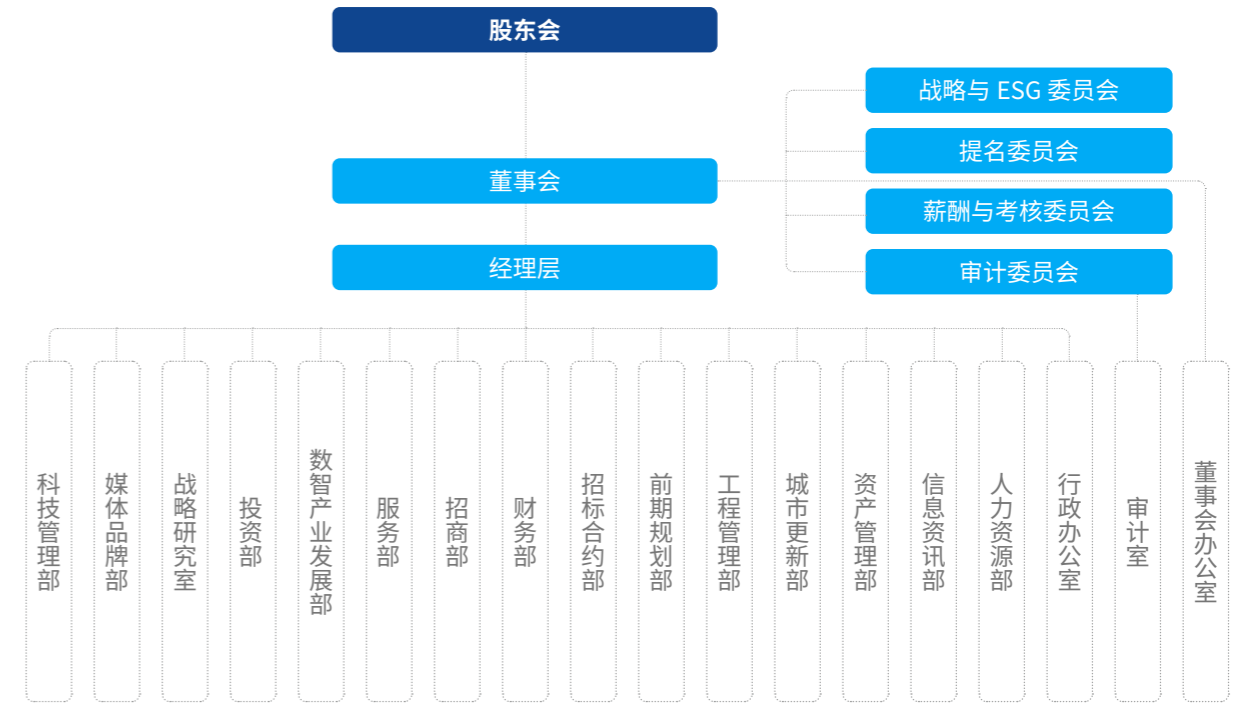 股东会
战略与 ESG 委员会
提名委员会
董事会
薪酬与考核委员会
经理层
审计委员会
科技管理部
媒体品牌部
战略研究室
投资部
数智产业发展部
服务部
招商部
财务部
招标合约部
前期规划部
工程管理部
城市更新部
资产管理部
信息资讯部
人力资源部
行政办公室
审计室
董事会办公室